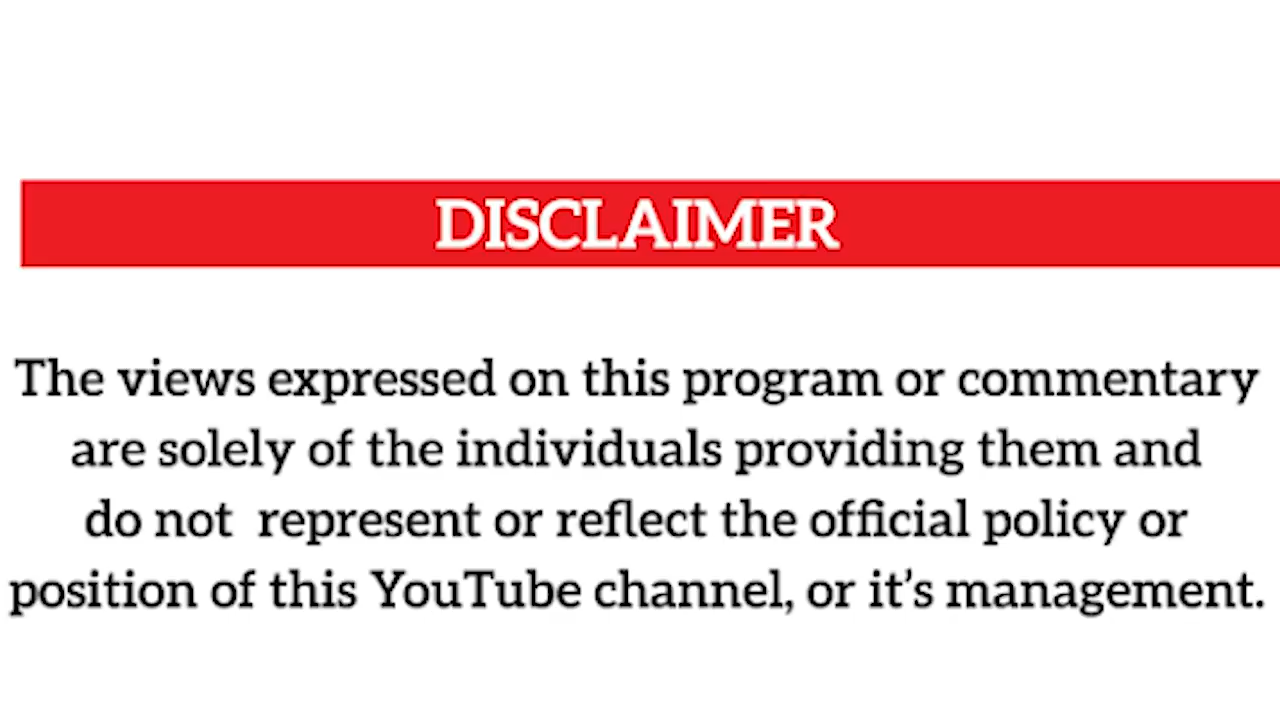 DISCLAIMER
The views expressed on this program or commentary
are solely of the individuals providing them and
do not  represent or reflect the official policy or
position of this YouTube channel, or it’s management.